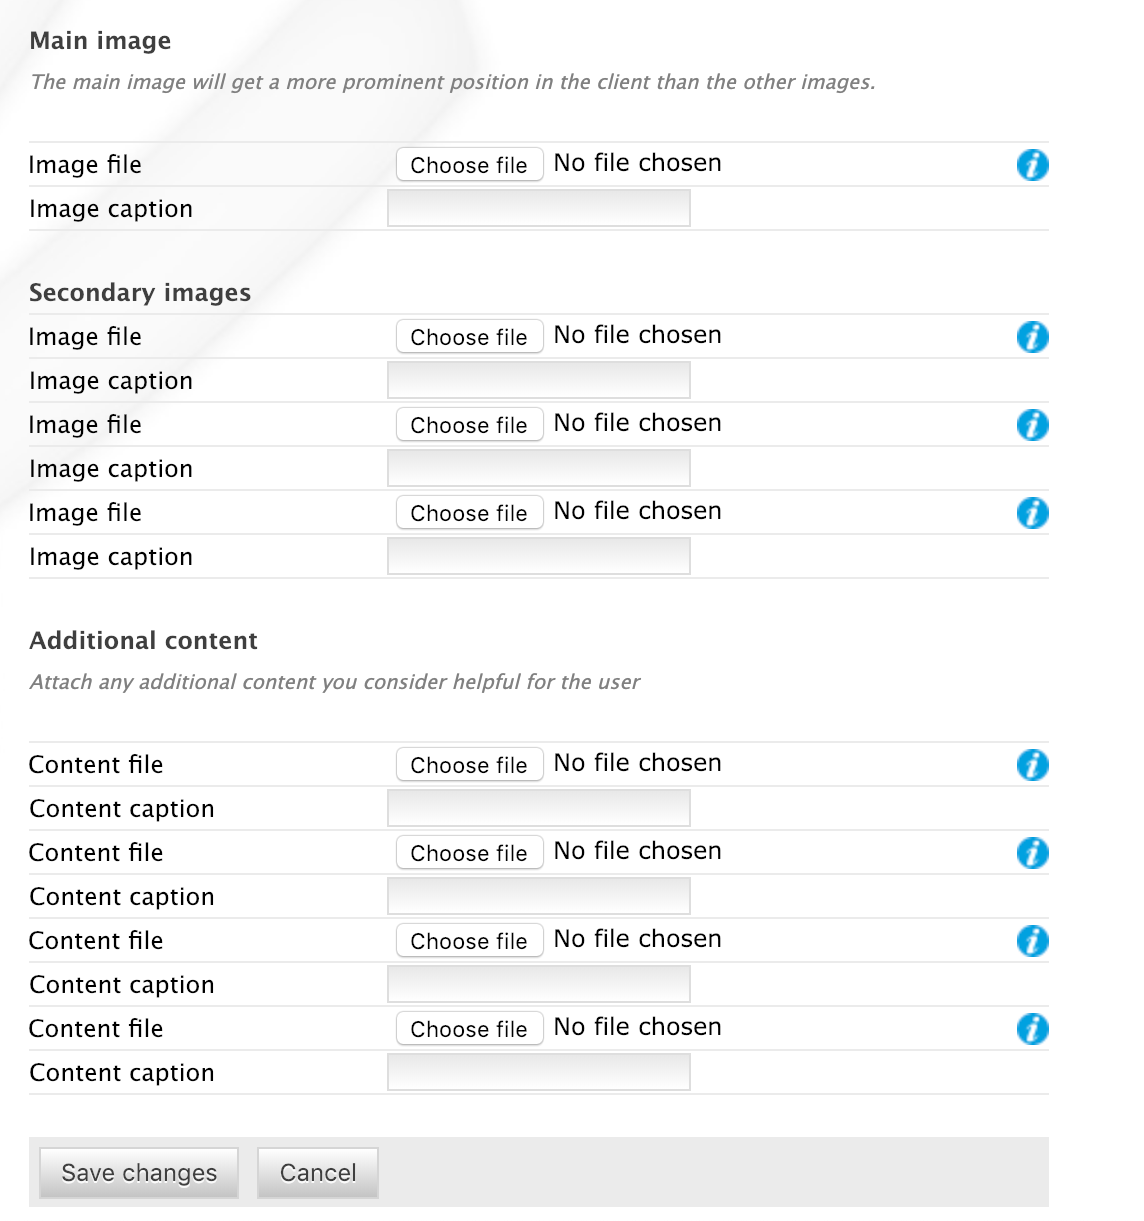 Main image
The main image will get a more prominent position in the client than the other images.
Image file Choose file No file chosen i
Image caption
Secondary images
Image file Choose file No file chosen i
Image caption
Image file Choose file No file chosen i
Image caption
Image file Choose file No file chosen i
Image caption
Additional content
Attach any additional content you consider helpful for the user
Content file Choose file No file chosen i
Content caption
Content file Choose file No file chosen i
Content caption
Content file Choose file No file chosen i
Content caption
Content file Choose file No file chosen i
Content caption
Save changes Cancel